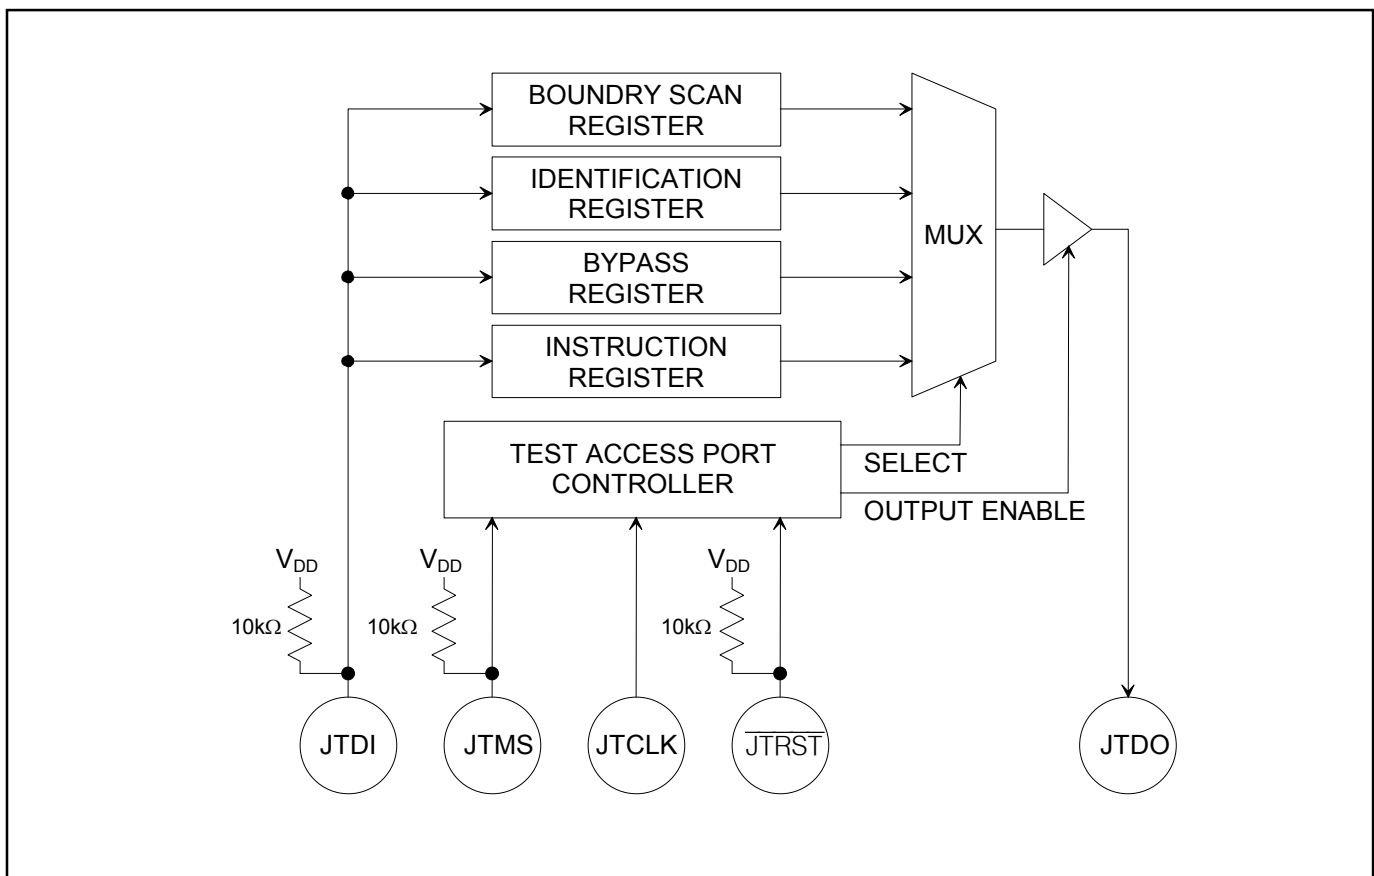 BOUNDRY SCAN
REGISTER
IDENTIFICATION
REGISTER
BYPASS
REGISTER
INSTRUCTION
REGISTER
MUX
TEST ACCESS PORT
CONTROLLER
SELECT
OUTPUT ENABLE
VDD
VDD
VDD
10kΩ
10kΩ
10kΩ
JTDI
JTMS
JTCLK
JTRST
JTDO